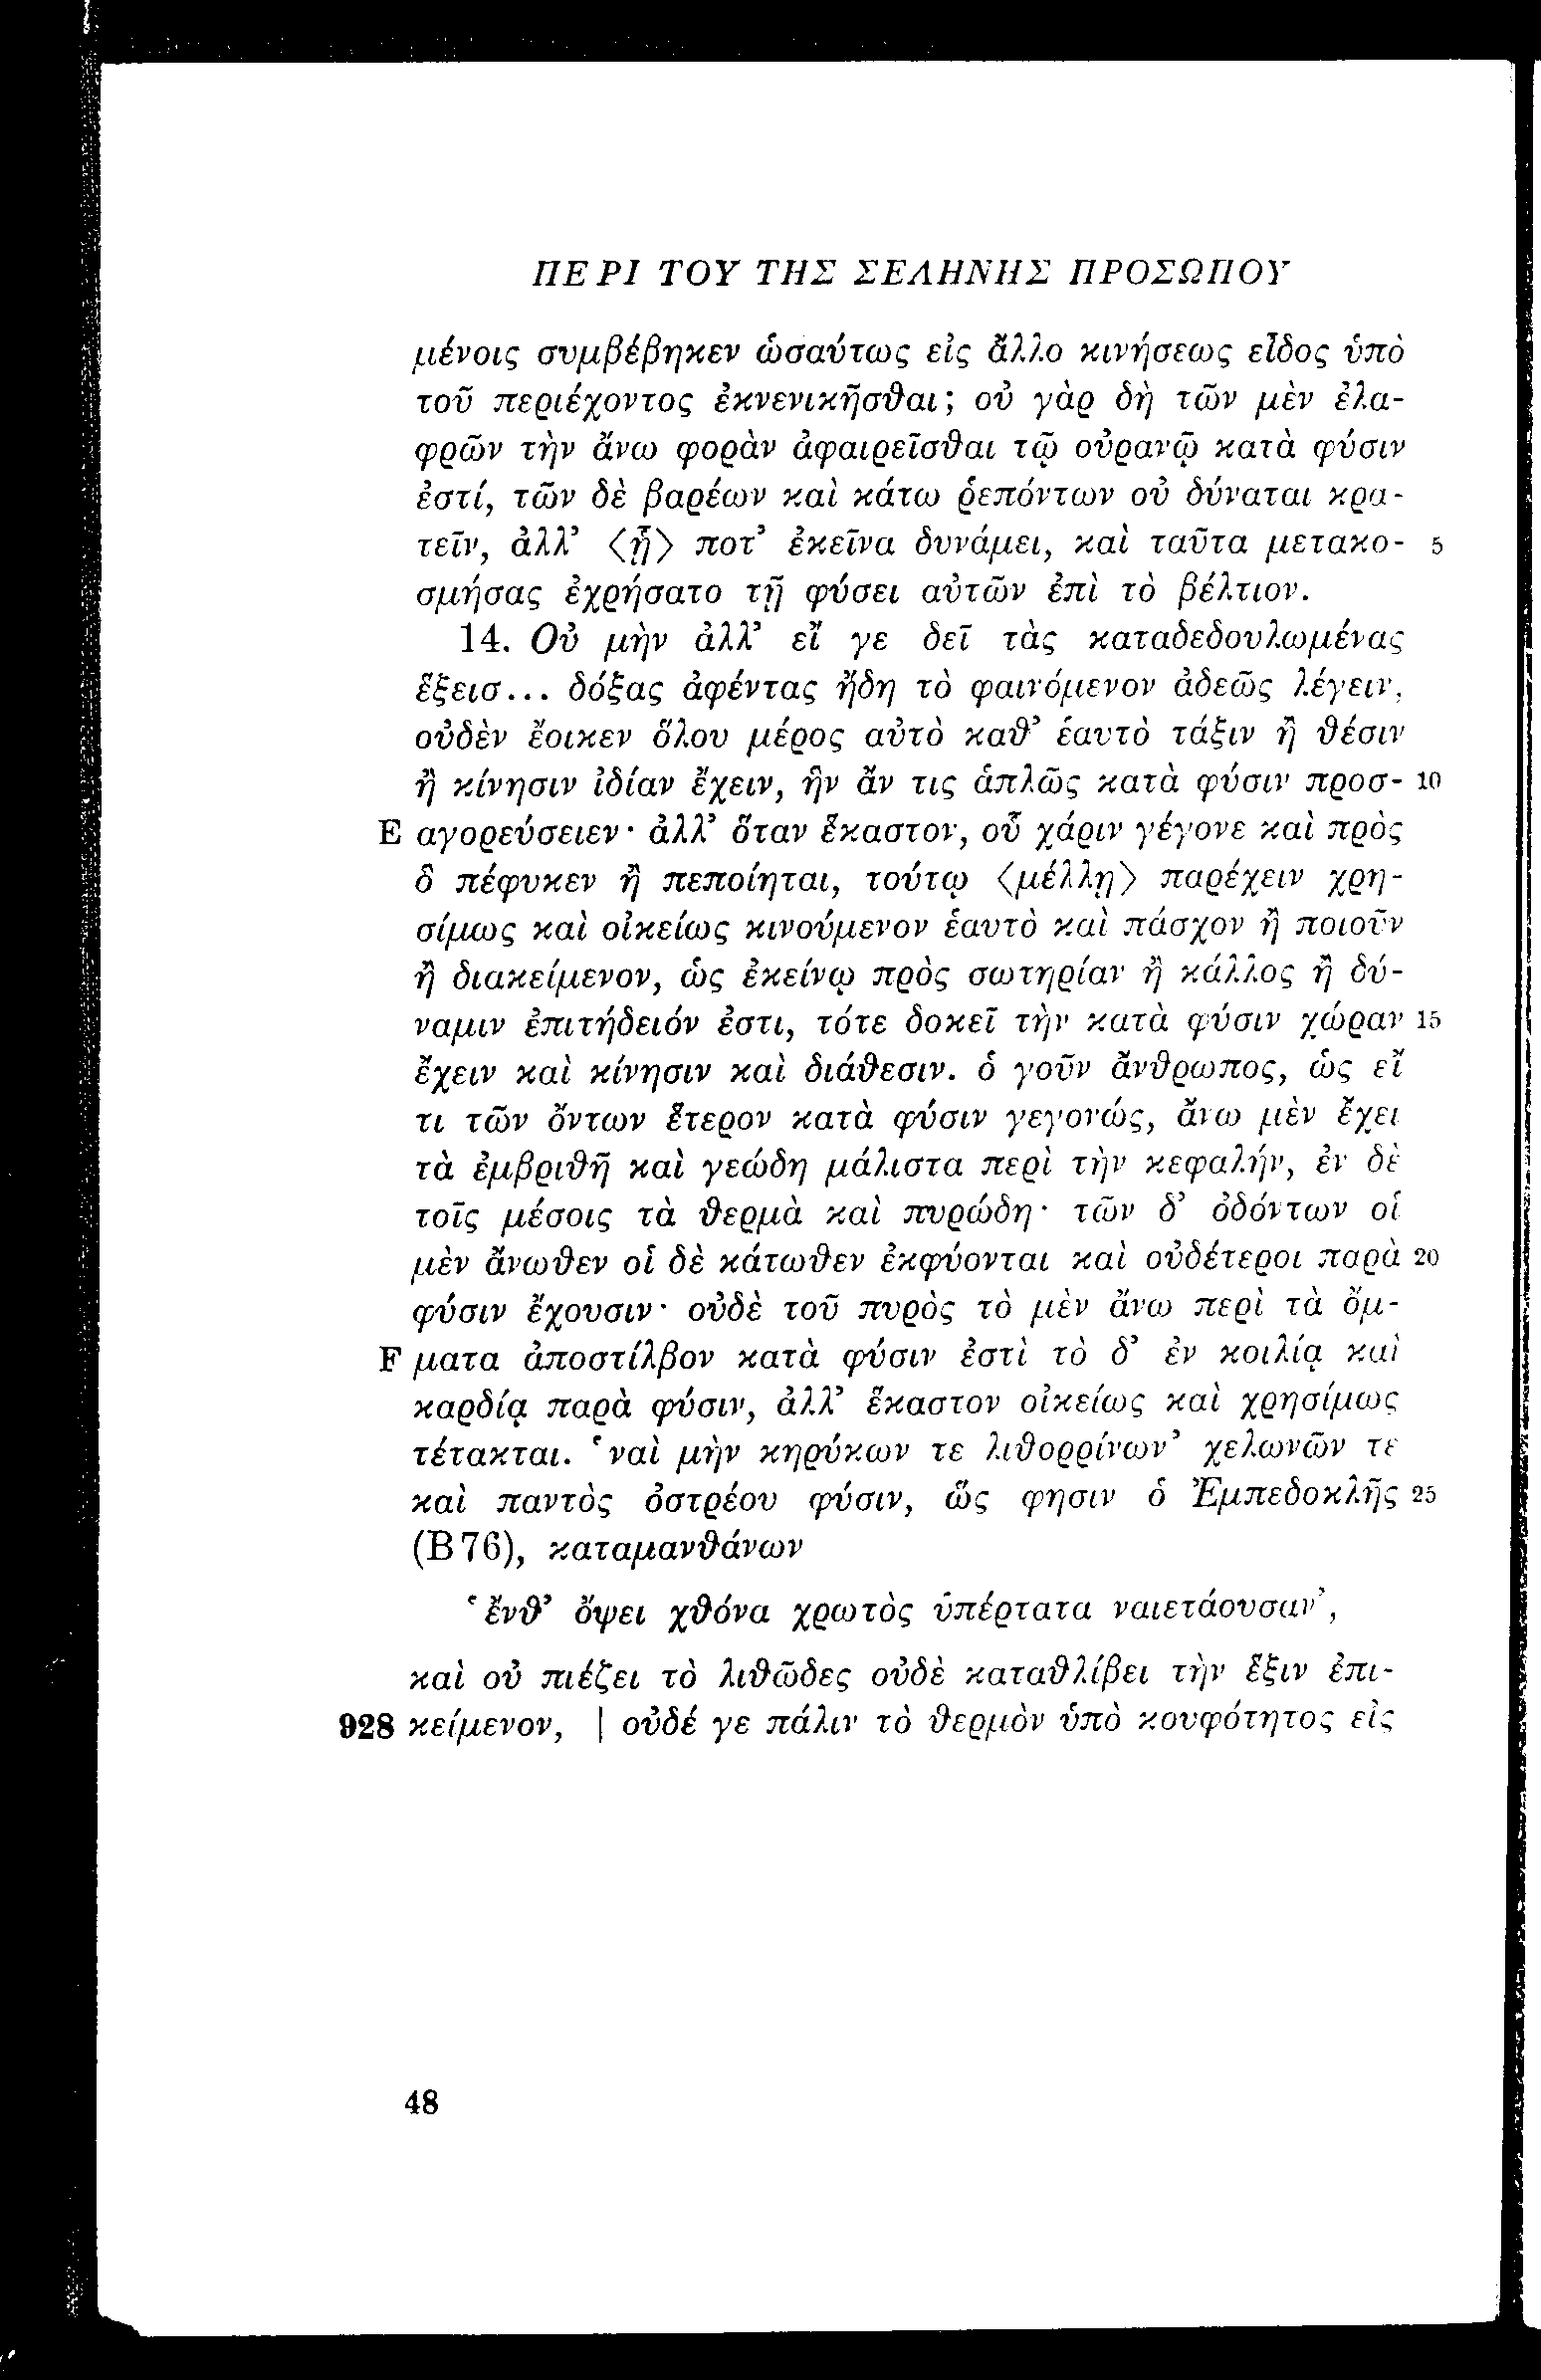 ΠΕΡΙ ΤΟΥ ΤΗΣ ΣΕΛΗΝΗΣ ΠΡΟΣΩΠΟΥ
μένοις συμβέβηκεν ὡσαύτως εἰς ἄλλο κινήσεως εἶδος ὑπὸ
τοῦ περιέχοντος ἐκνενικῆσθαι; οὐ γὰρ δὴ τῶν μὲν ἐλα-
φρῶν τὴν ἄνω φορὰν ἀφαιρεῖσθαι τῷ οὐρανῷ κατὰ φύσιν
ἐστί, τῶν δὲ βαρέων καὶ κάτω ῥεπόντων οὐ δύναται κρα-
τεῖν, ἀλλ’ <ᾗ> ποτ’ ἐκεῖνα δυνάμει, καὶ ταῦτα μετακο- 5
σμήσας ἐχρήσατο τῇ φύσει αὐτῶν ἐπὶ τὸ βέλτιον.
14. Οὐ μὴν ἀλλ’ εἴ γε δεῖ τὰς καταδεδουλωμένας
ἕξεισ... δόξας ἀφέντας ἤδη τὸ φαινόμενον ἀδεῶς λέγειν,
οὐδὲν ἔοικεν ὅλου μέρος αὐτὸ καθ’ ἑαυτὸ τάξιν ἢ θέσιν
ἢ κίνησιν ἰδίαν ἔχειν, ἣν ἄν τις ἁπλῶς κατὰ φύσιν προσ- 10
E αγορεύσειεν· ἀλλ’ ὅταν ἕκαστον, οὗ χάριν γέγονε καὶ πρὸς
ὃ πέφυκεν ἢ πεποίηται, τούτῳ <μέλλῃ> παρέχειν χρη-
σίμως καὶ οἰκείως κινούμενον ἑαυτὸ καὶ πάσχον ἢ ποιοῦν
ἢ διακείμενον, ὡς ἐκείνῳ πρὸς σωτηρίαν ἢ κάλλος ἢ δύ-
ναμιν ἐπιτήδειόν ἐστι, τότε δοκεῖ τὴν κατὰ φύσιν χώραν 15
ἔχειν καὶ κίνησιν καὶ διάθεσιν. ὁ γοῦν ἄνθρωπος, ὡς εἴ
τι τῶν ὄντων ἕτερον κατὰ φύσιν γεγονώς, ἄνω μὲν ἔχει
τὰ ἐμβριθῆ καὶ γεώδη μάλιστα περὶ τὴν κεφαλήν, ἐν δὲ
τοῖς μέσοις τὰ θερμὰ καὶ πυρώδη· τῶν δ’ ὀδόντων οἱ
μὲν ἄνωθεν οἱ δὲ κάτωθεν ἐκφύονται καὶ οὐδέτεροι παρὰ 20
φύσιν ἔχουσιν· οὐδὲ τοῦ πυρὸς τὸ μὲν ἄνω περὶ τὰ ὄμ-
F ματα ἀποστίλβον κατὰ φύσιν ἐστὶ τὸ δ’ ἐν κοιλίᾳ καὶ
καρδίᾳ παρὰ φύσιν, ἀλλ’ ἕκαστον οἰκείως καὶ χρησίμως
τέτακται. ‘ναὶ μὴν κηρύκων τε λιθορρίνων’ χελωνῶν τε
καὶ παντὸς ὀστρέου φύσιν, ὥς φησιν ὁ Ἐμπεδοκλῆς 25
(B 76), καταμανθάνων
‘ἔνθ’ ὄψει χθόνα χρωτὸς ὑπέρτατα ναιετάουσαν’,
καὶ οὐ πιέζει τὸ λιθῶδες οὐδὲ καταθλίβει τὴν ἕξιν ἐπι-
928 κείμενον, | οὐδέ γε πάλιν τὸ θερμὸν ὑπὸ κουφότητος εἰς
48